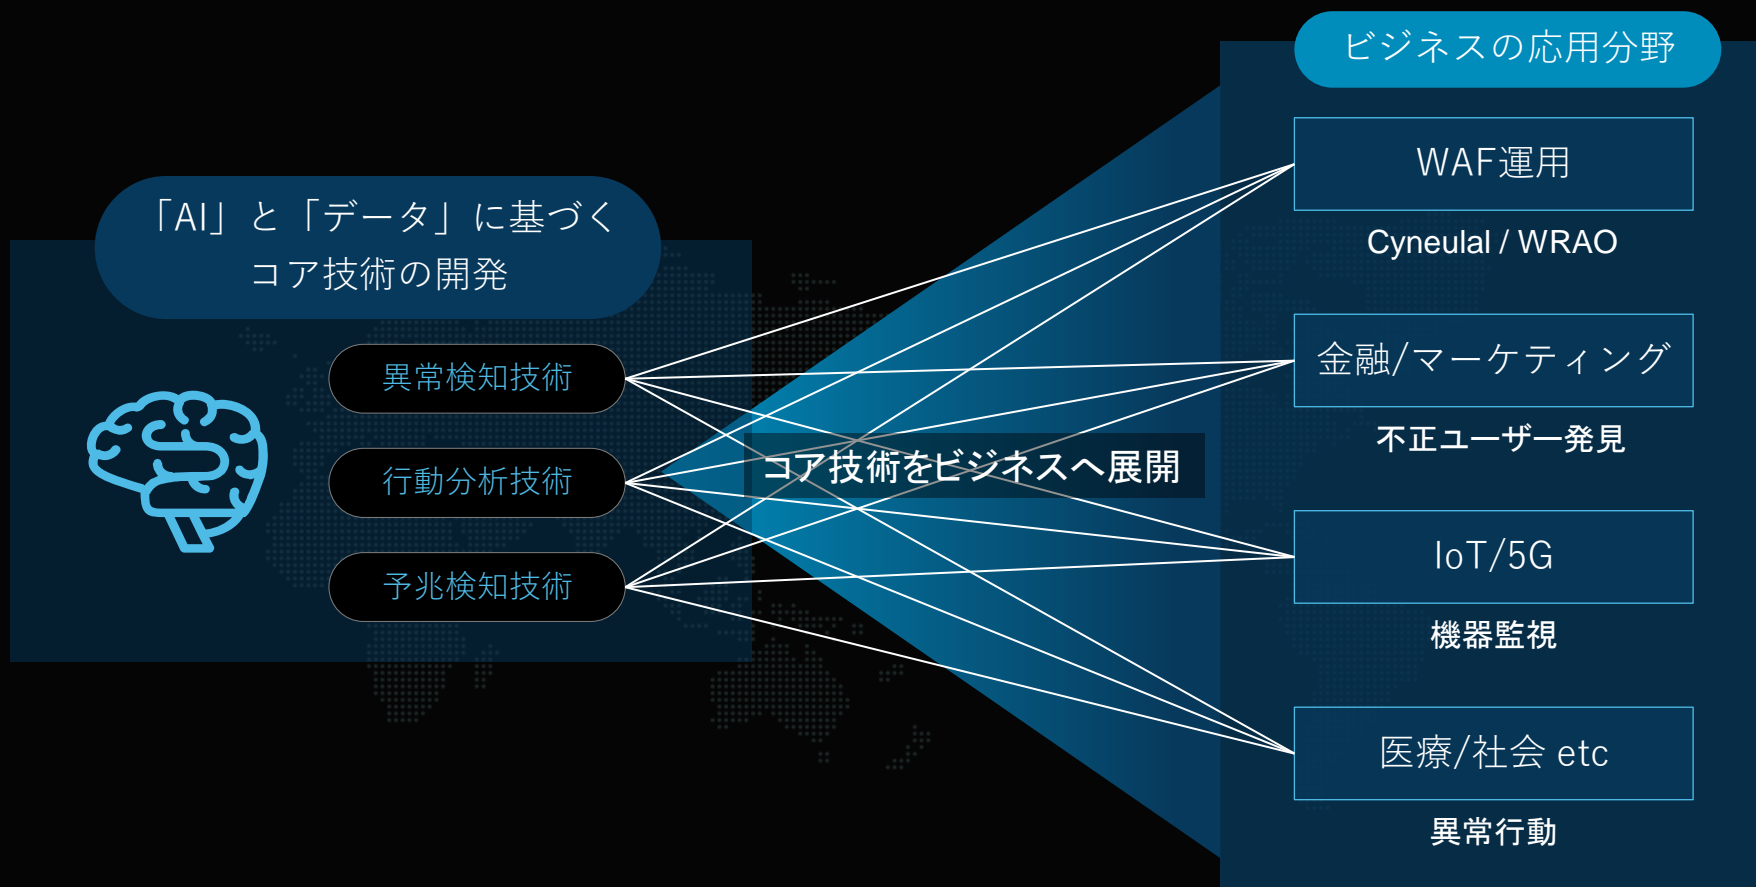 「AI」と「データ」に基づく
コア技術の開発
異常検知技術
行動分析技術
予兆検知技術
コア技術をビジネスへ展開
ビジネスの応用分野
WAF運用
Cyneulal / WRAO
金融/マーケティング
不正ユーザー発見
IoT/5G
機器監視
医療/社会 etc
異常行動